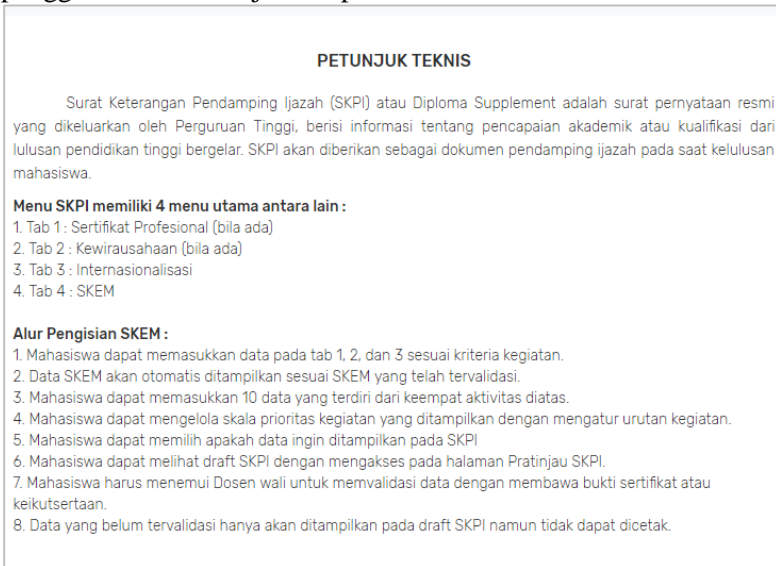 PETUNJUK TEKNIS
Surat Keterangan Pendamping Ijazah (SKPI) atau Diploma Supplement adalah surat pernyataan resmi
yang dikeluarkan oleh Perguruan Tinggi, berisi informasi tentang pencapaian akademik atau kualifikasi dari
lulusan pendidikan tinggi bergelar. SKPI akan diberikan sebagai dokumen pendamping ijazah pada saat kelulusan
mahasiswa.
Menu SKPI memiliki 4 menu utama antara lain :
1. Tab 1 : Sertifikat Profesional (bila ada)
2. Tab 2 : Kewirausahaan (bila ada)
3. Tab 3 : Internasionalisasi
4. Tab 4 : SKEM
Alur Pengisian SKEM :
1. Mahasiswa dapat memasukkan data pada tab 1, 2, dan 3 sesuai kriteria kegiatan.
2. Data SKEM akan otomatis ditampilkan sesuai SKEM yang telah tervalidasi.
3. Mahasiswa dapat memasukkan 10 data yang terdiri dari keempat aktivitas diatas.
4. Mahasiswa dapat mengelola skala prioritas kegiatan yang ditampilkan dengan mengatur urutan kegiatan.
5. Mahasiswa dapat memilih apakah data ingin ditampilkan pada SKPI
6. Mahasiswa dapat melihat draft SKPI dengan mengakses pada halaman Pratinjau SKPI.
7. Mahasiswa harus menemui Dosen wali untuk memvalidasi data dengan membawa bukti sertifikat atau
keikutsertaan.
8. Data yang belum tervalidasi hanya akan ditampilkan pada draft SKPI namun tidak dapat dicetak.